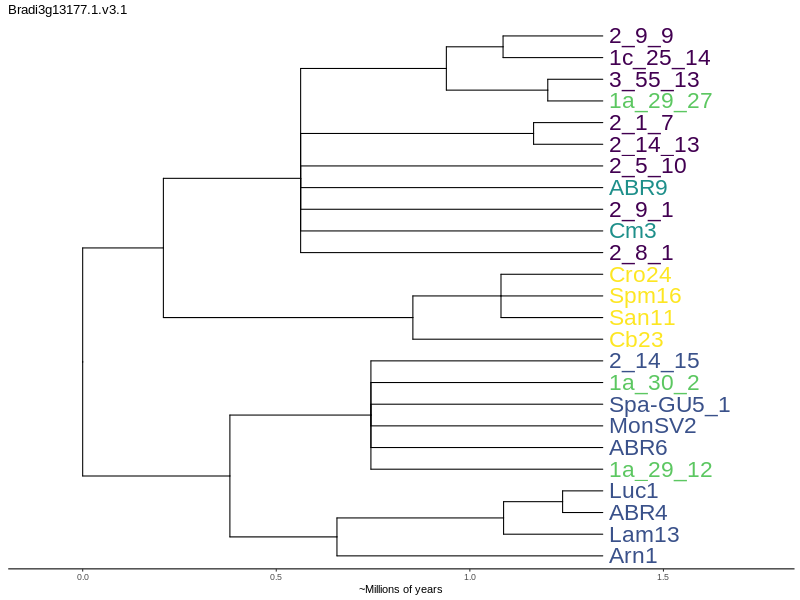 Bradi3g13177.1.v3.1
2_9_9
1c_25_14
3_55_13
1a_29_27
2_1_7
2_14_13
2_5_10
ABR9
2_9_1
Cm3
2_8_1
Cro24
Spm16
San11
Cb23
2_14_15
1a_30_2
Spa-GU5_1
MonSV2
ABR6
1a_29_12
Luc1
ABR4
Lam13
Arn1
0.0 0.5 1.0 1.5
~Millions of years